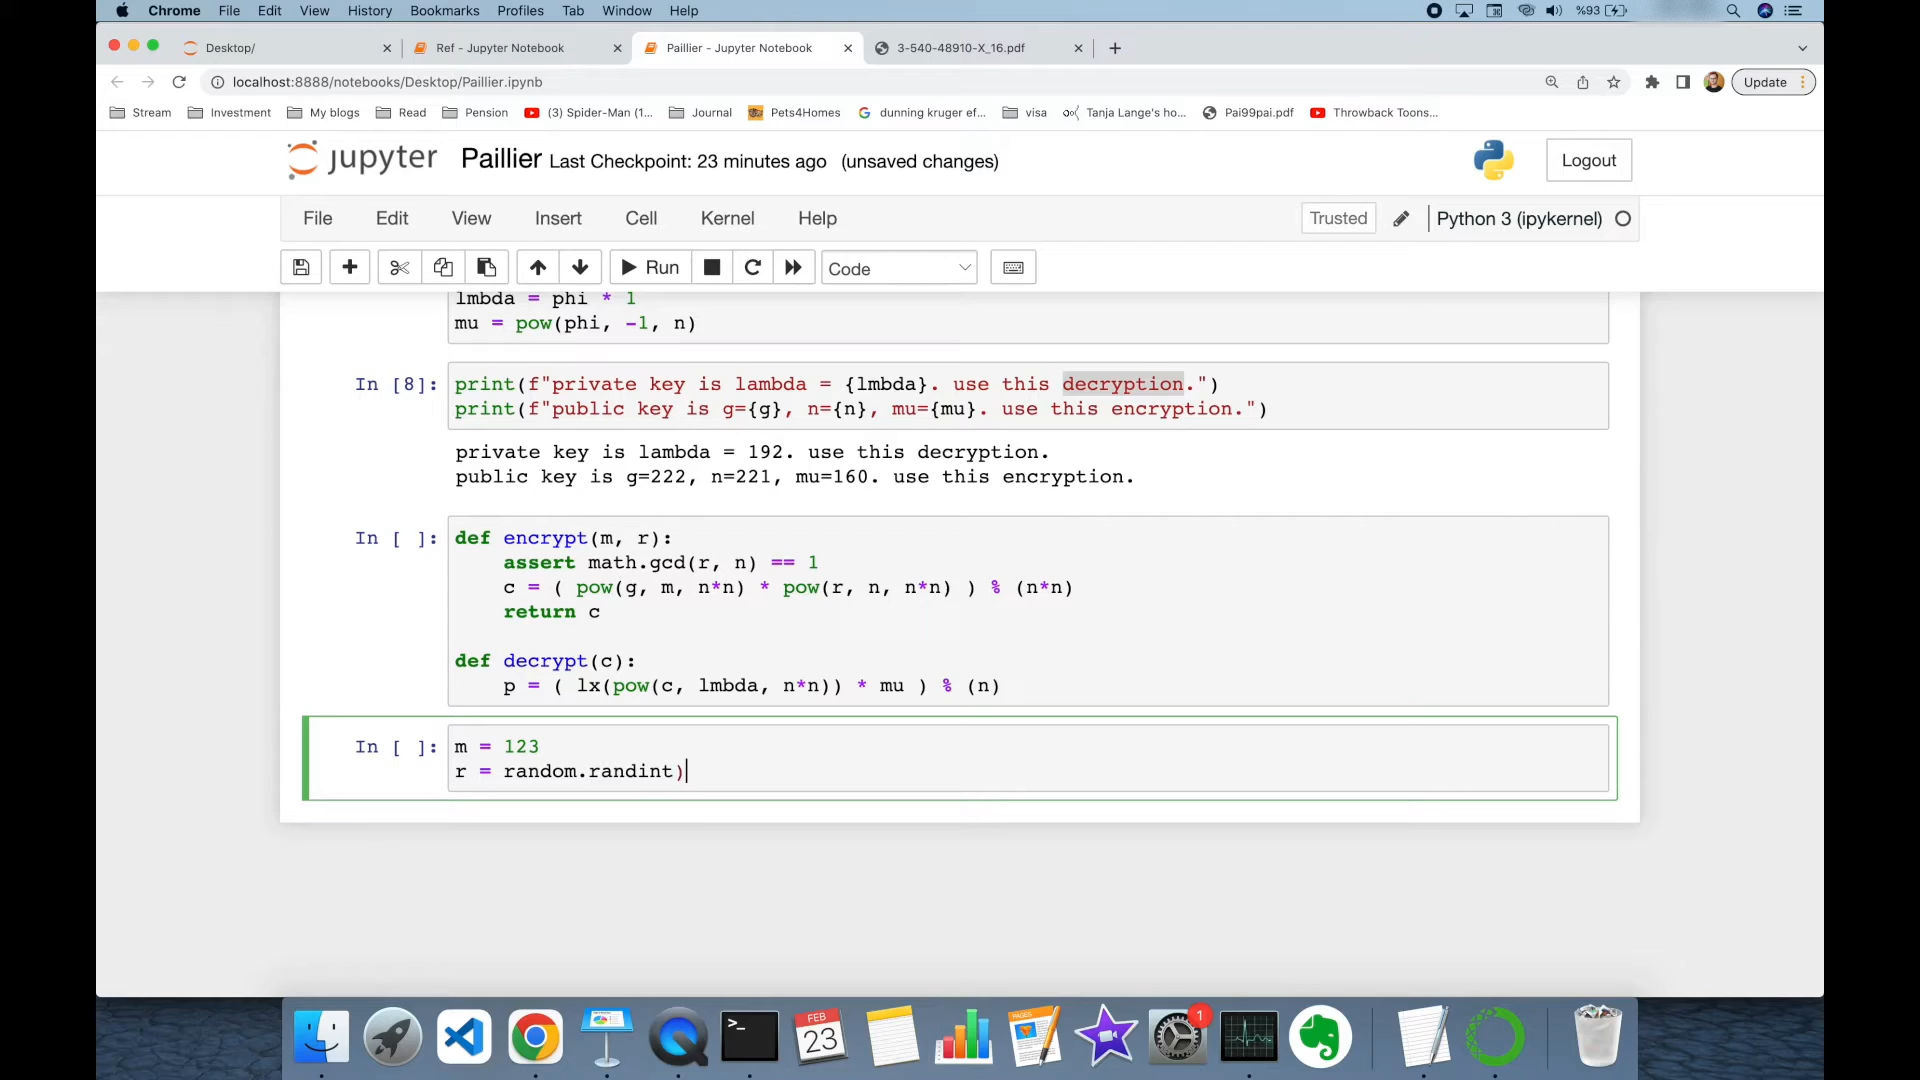 Chrome File Edit View History Bookmarks Profiles Tab Window Help %93
Desktop/ Ref - Jupyter Notebook Paillier - Jupyter Notebook 3-540-48910-X_16.pdf
localhost:8888/notebooks/Desktop/Paillier.ipynb Update
Stream Investment My blogs Read Pension (3) Spider-Man (1... Journal Pets4Homes dunning kruger ef... visa Tanja Lange's ho... Pai99pai.pdf Throwback Toons...
jupyter Paillier Last Checkpoint: 23 minutes ago (unsaved changes) Logout
File Edit View Insert Cell Kernel Help Trusted Python 3 (ipykernel)
Run Code
lmbda = phi * 1
mu = pow(phi, -1, n)
In [8]: print(f"private key is lambda = {lmbda}. use this decryption.")
print(f"public key is g={g}, n={n}, mu={mu}. use this encryption.")
private key is lambda = 192. use this decryption.
public key is g=222, n=221, mu=160. use this encryption.
In [ ]: def encrypt(m, r):
assert math.gcd(r, n) == 1
c = ( pow(g, m, n*n) * pow(r, n, n*n) ) % (n*n)
return c
def decrypt(c):
p = ( lx(pow(c, lmbda, n*n)) * mu ) % (n)
In [ ]: m = 123
r = random.randint)
FEB
23
PAGES
1